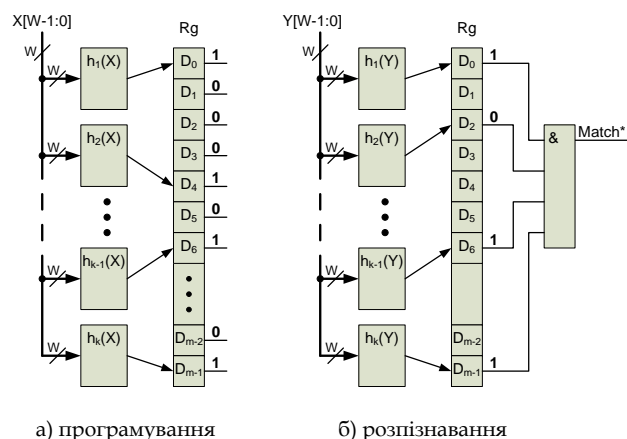 X[W-1:0]
W
Rg
W
h1(X)
D0
1
D1
0
D2
0
W
h2(X)
D3
0
D4
1
D5
0
W
hk-1(X)
D6
1
Dm-2
0
W
hk(X)
Dm-1
1
а) програмування
Y[W-1:0]
W
Rg
W
h1(Y)
D0
1
D1
D2
0
W
h2(Y)
D3
D4
D5
W
hk-1(Y)
D6
1
Dm-2
W
hk(Y)
Dm-1
1
&
Match*
б) розпізнавання